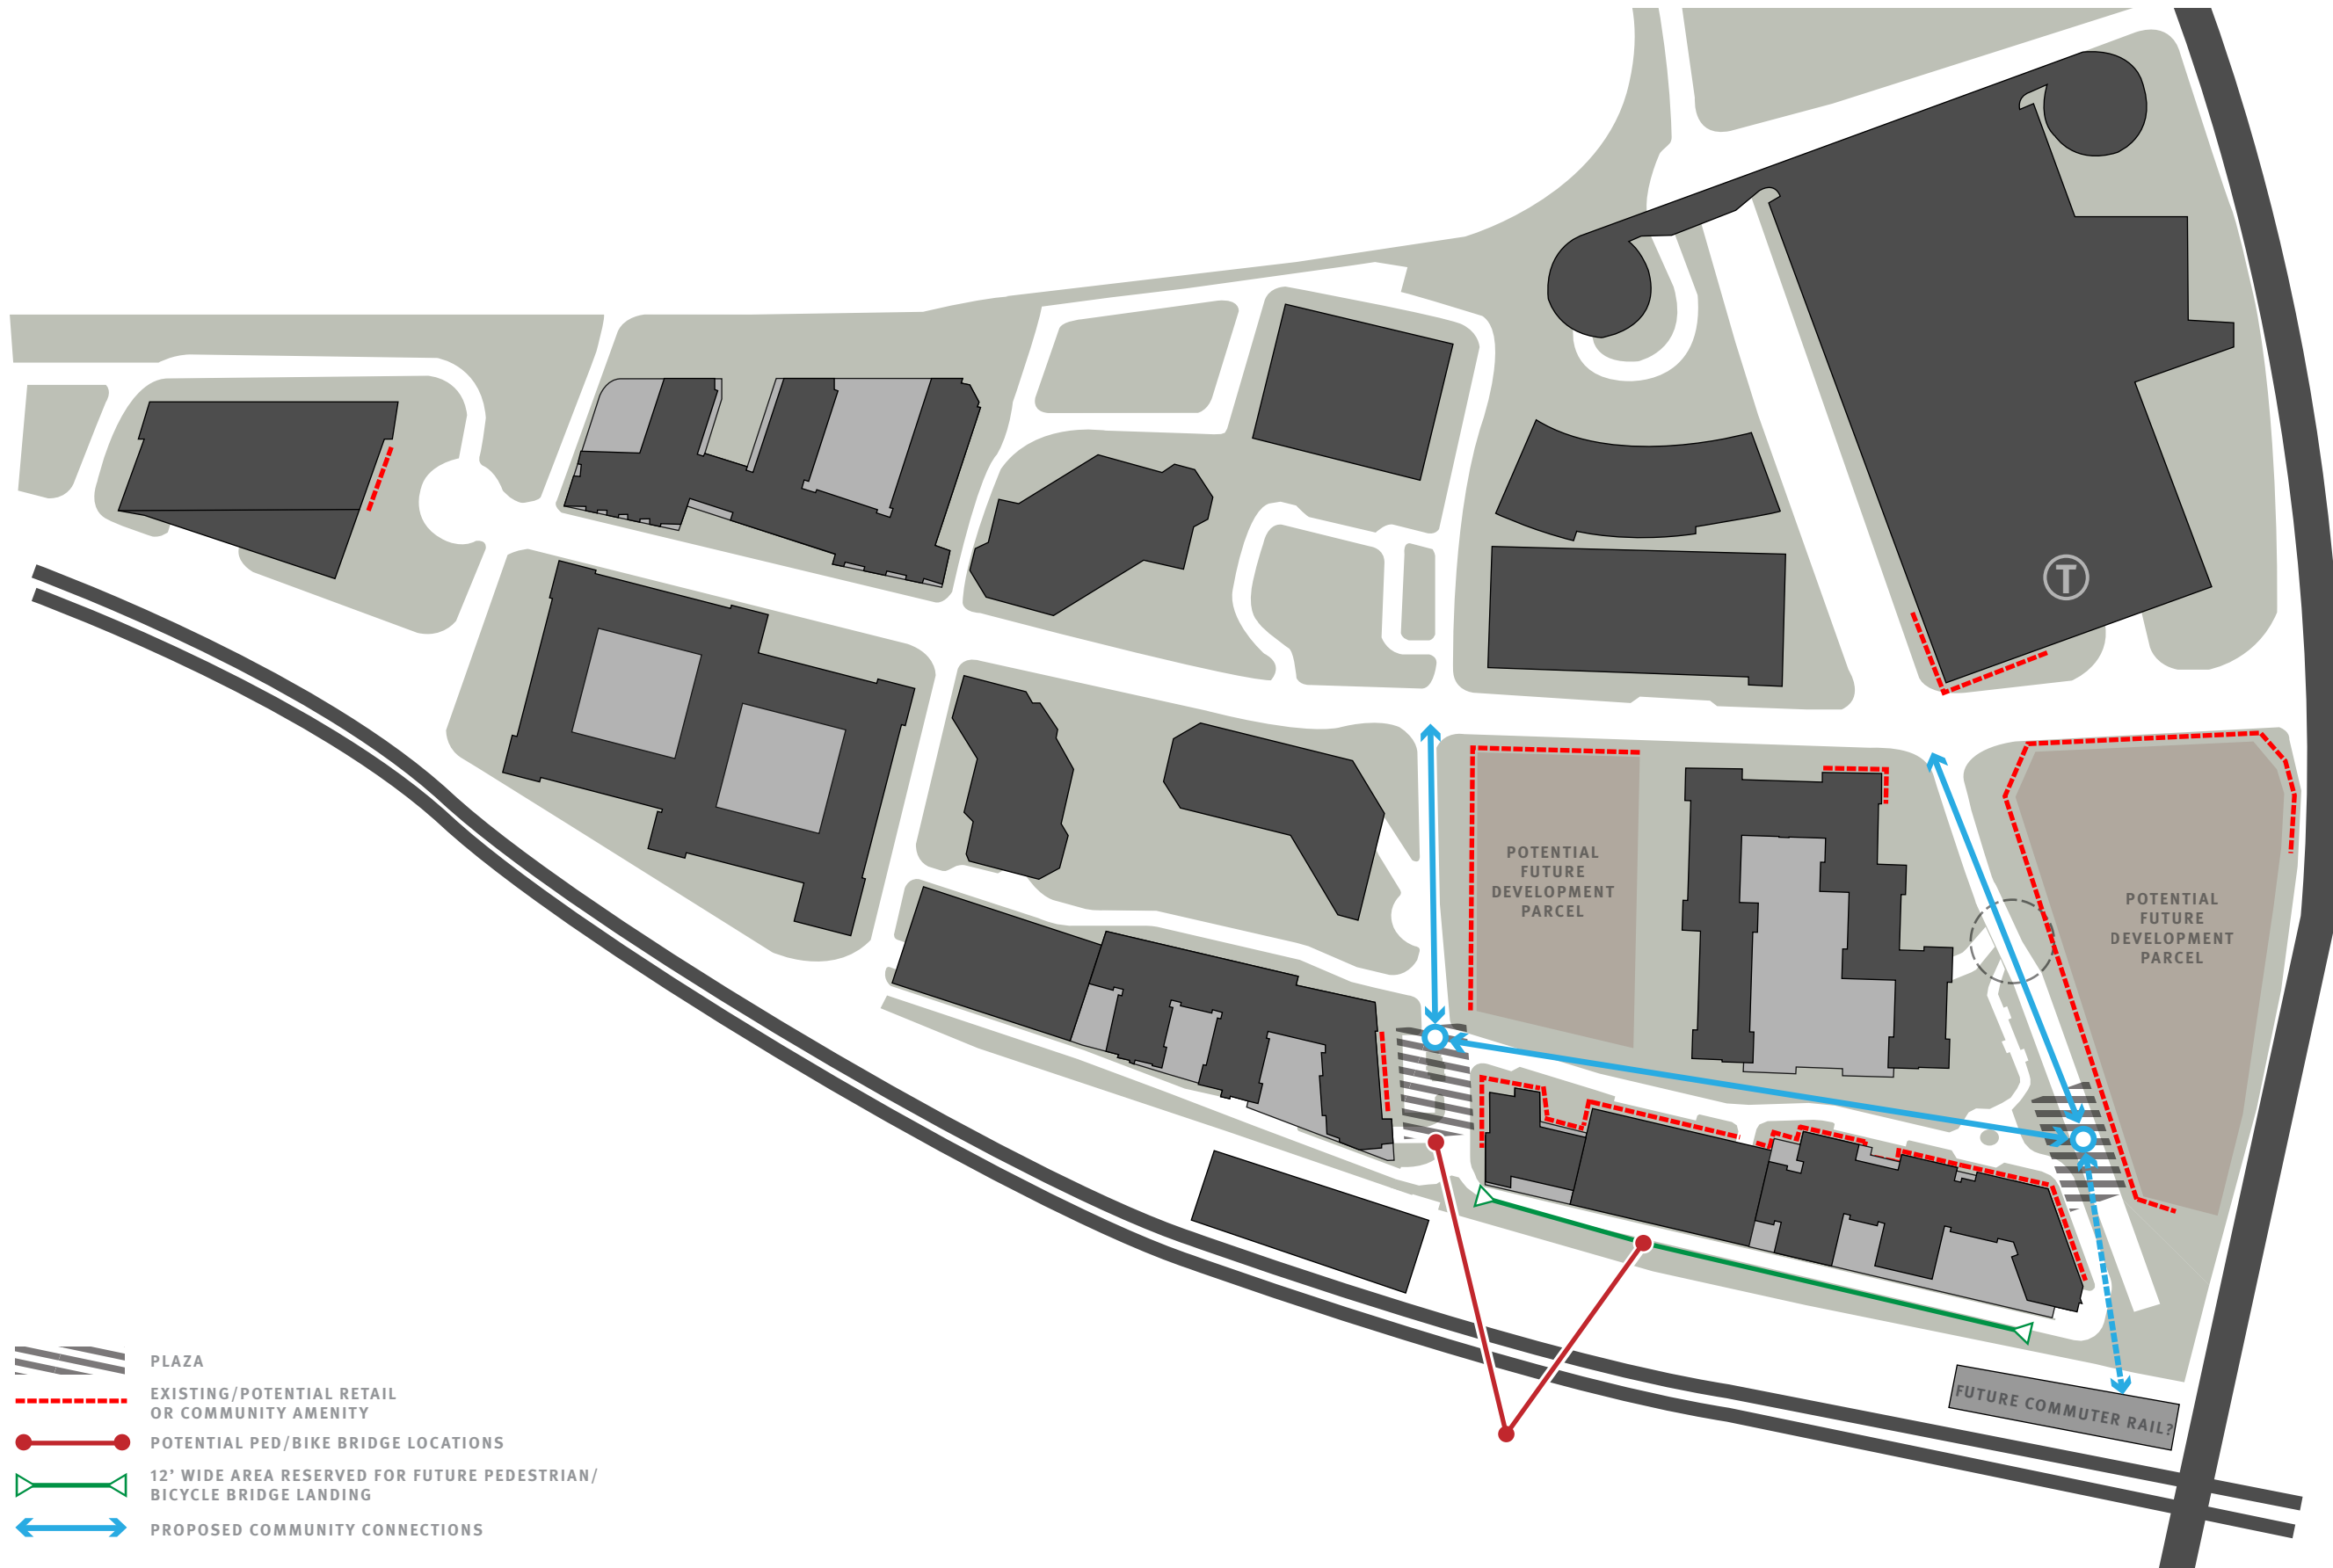 T
POTENTIAL
FUTURE
DEVELOPMENT
PARCEL
POTENTIAL
FUTURE
DEVELOPMENT
PARCEL
FUTURE COMMUTER RAIL?
PLAZA
EXISTING/POTENTIAL RETAIL
OR COMMUNITY AMENITY
POTENTIAL PED/BIKE BRIDGE LOCATIONS
12’ WIDE AREA RESERVED FOR FUTURE PEDESTRIAN/
BICYCLE BRIDGE LANDING
PROPOSED COMMUNITY CONNECTIONS